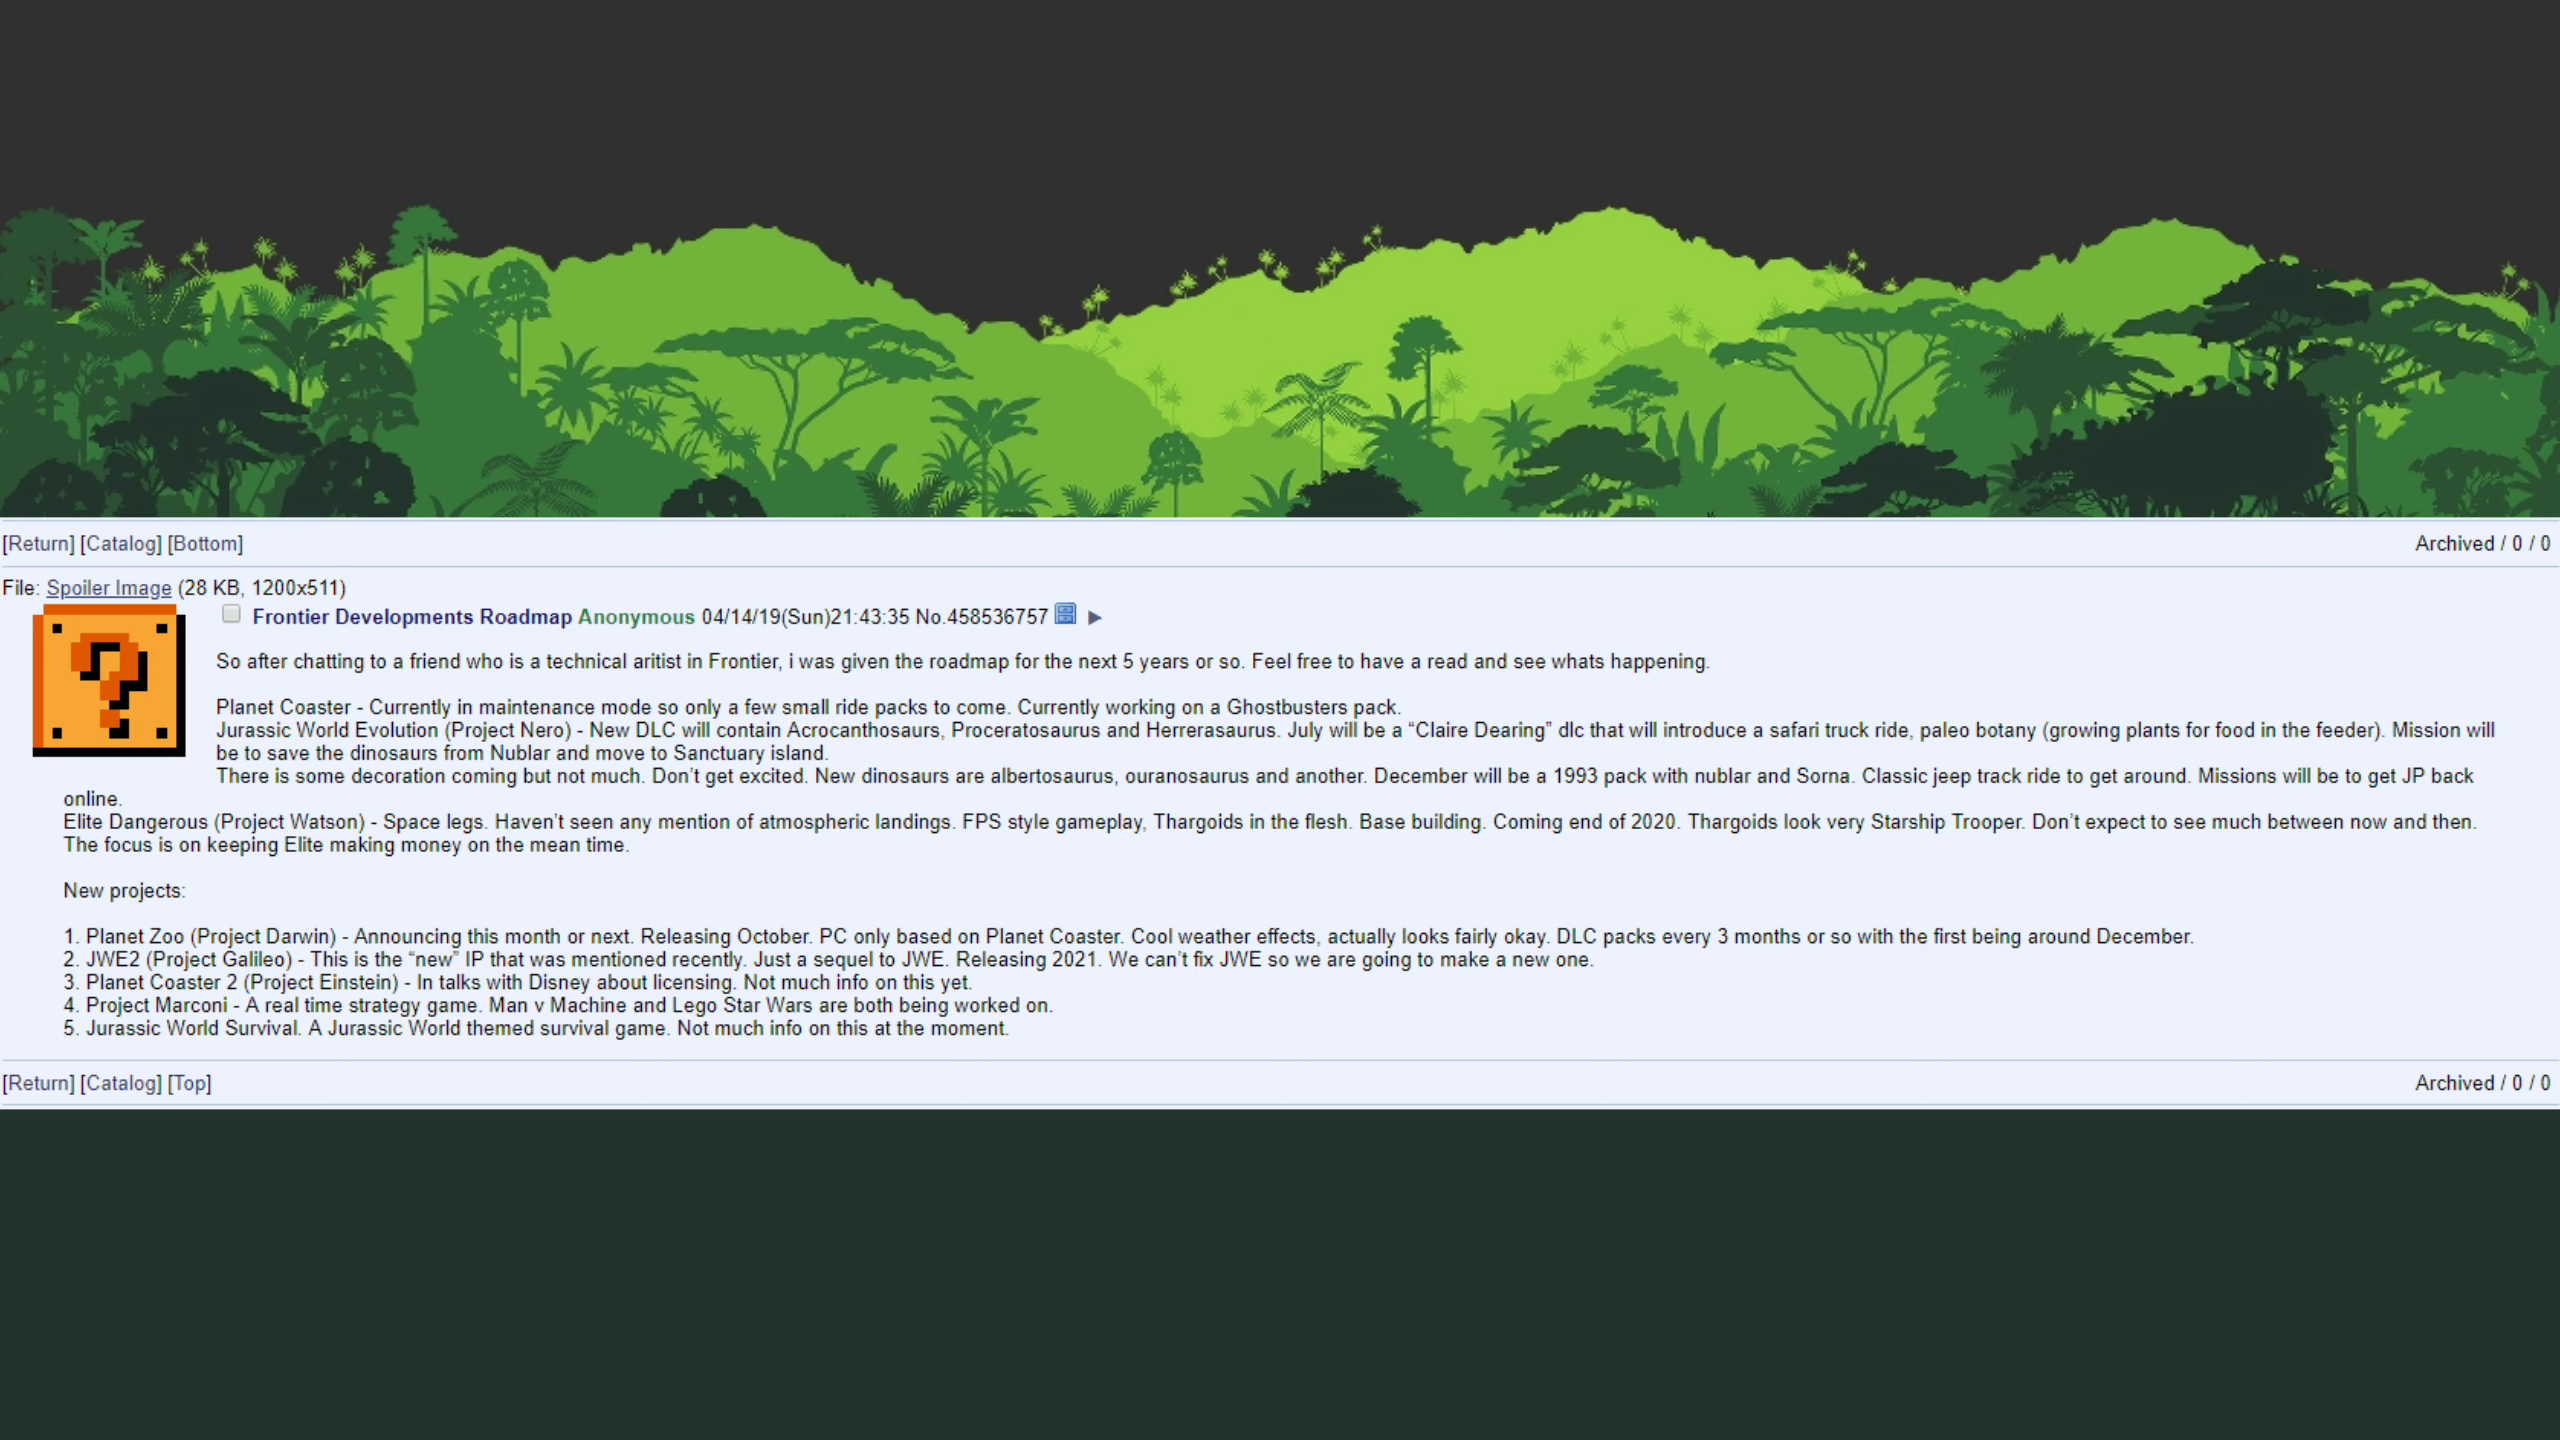 [Return] [Catalog] [Bottom] Archived / 0 / 0
File: Spoiler Image (28 KB, 1200x511)
Frontier Developments Roadmap Anonymous 04/14/19(Sun)21:43:35 No.458536757
So after chatting to a friend who is a technical aritist in Frontier, i was given the roadmap for the next 5 years or so. Feel free to have a read and see whats happening.
Planet Coaster - Currently in maintenance mode so only a few small ride packs to come. Currently working on a Ghostbusters pack.
Jurassic World Evolution (Project Nero) - New DLC will contain Acrocanthosaurs, Proceratosaurus and Herrerasaurus. July will be a “Claire Dearing” dlc that will introduce a safari truck ride, paleo botany (growing plants for food in the feeder). Mission will
be to save the dinosaurs from Nublar and move to Sanctuary island.
There is some decoration coming but not much. Don’t get excited. New dinosaurs are albertosaurus, ouranosaurus and another. December will be a 1993 pack with nublar and Sorna. Classic jeep track ride to get around. Missions will be to get JP back
online.
Elite Dangerous (Project Watson) - Space legs. Haven’t seen any mention of atmospheric landings. FPS style gameplay, Thargoids in the flesh. Base building. Coming end of 2020. Thargoids look very Starship Trooper. Don’t expect to see much between now and then.
The focus is on keeping Elite making money on the mean time.
New projects:
1. Planet Zoo (Project Darwin) - Announcing this month or next. Releasing October. PC only based on Planet Coaster. Cool weather effects, actually looks fairly okay. DLC packs every 3 months or so with the first being around December.
2. JWE2 (Project Galileo) - This is the “new” IP that was mentioned recently. Just a sequel to JWE. Releasing 2021. We can’t fix JWE so we are going to make a new one.
3. Planet Coaster 2 (Project Einstein) - In talks with Disney about licensing. Not much info on this yet.
4. Project Marconi - A real time strategy game. Man v Machine and Lego Star Wars are both being worked on.
5. Jurassic World Survival. A Jurassic World themed survival game. Not much info on this at the moment.
[Return] [Catalog] [Top] Archived / 0 / 0